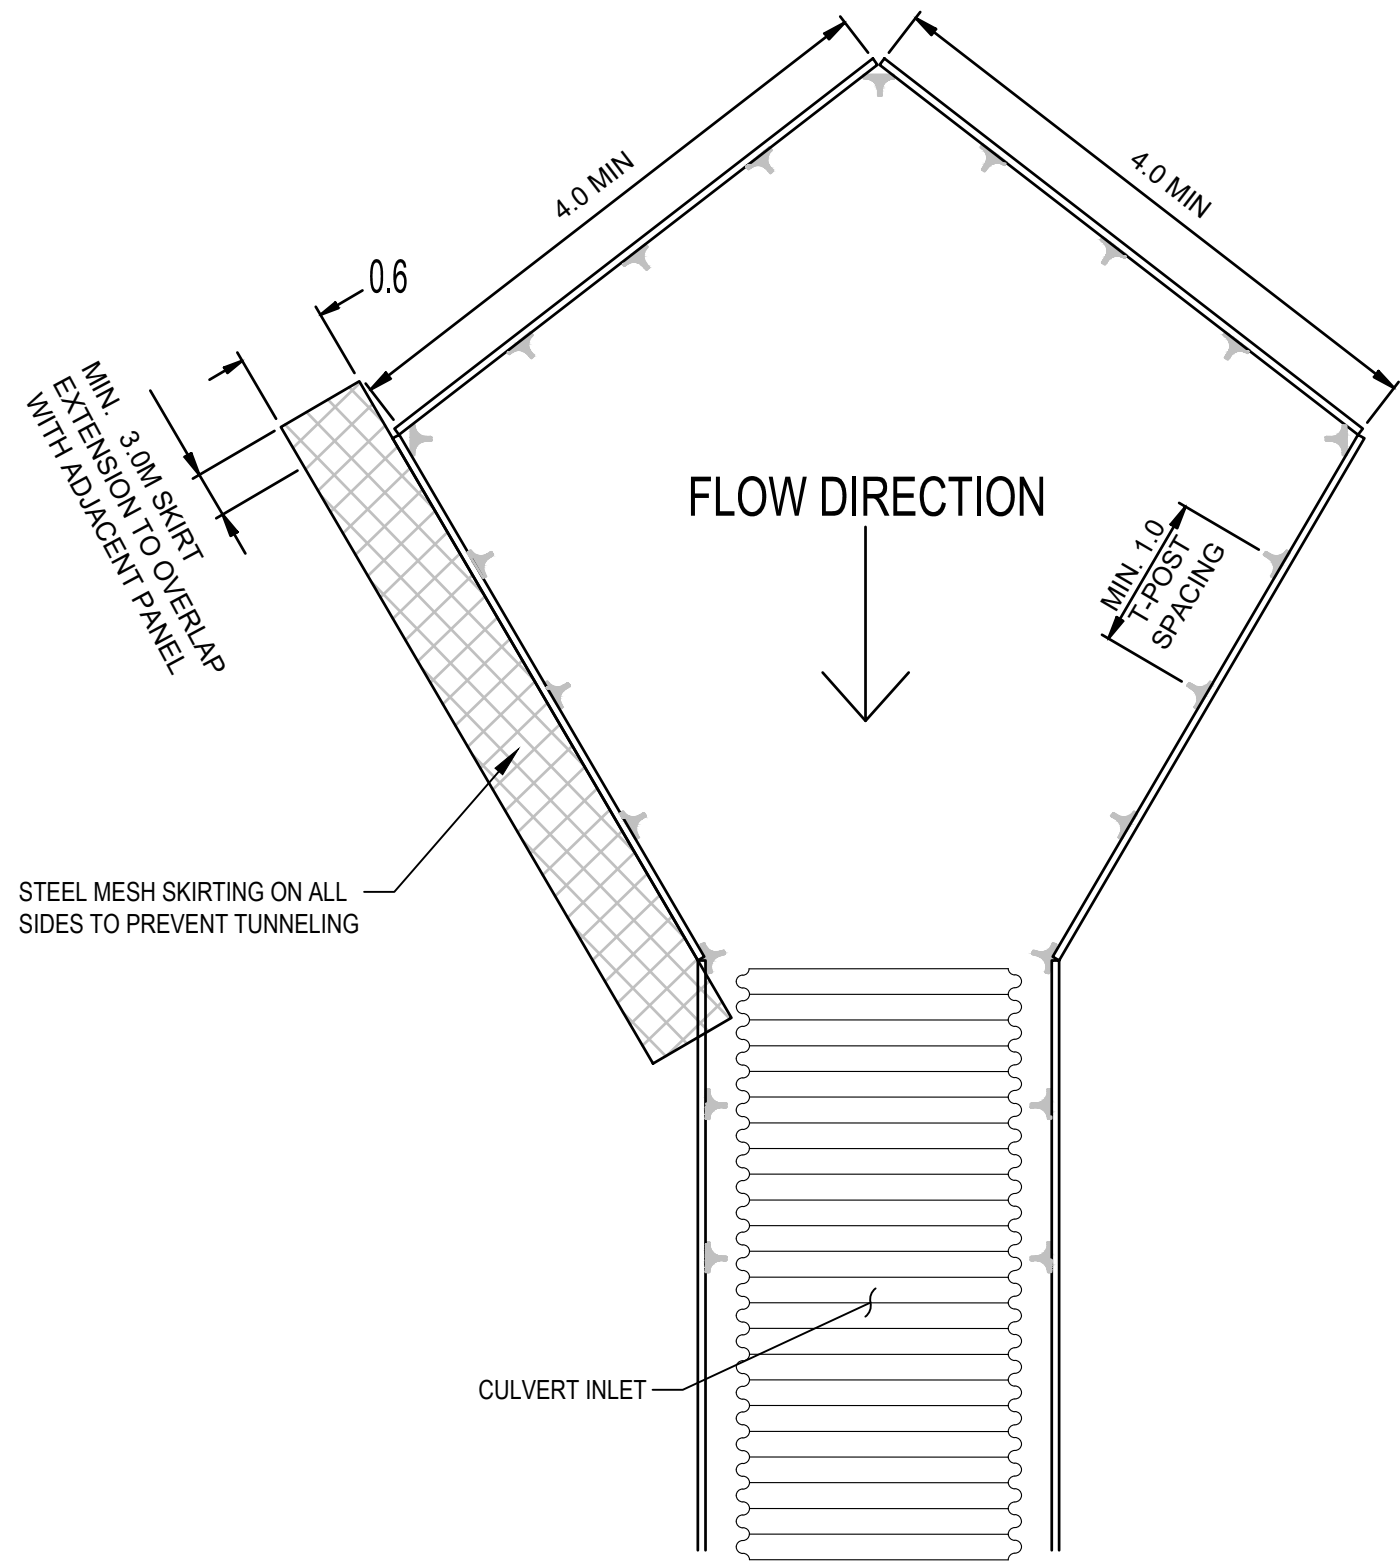 4.0 MIN
4.0 MIN
0.6
MIN. 3.0M SKIRT
EXTENSION TO OVERLAP
WITH ADJACENT PANEL
FLOW DIRECTION
MIN. 1.0
T-POST
SPACING
STEEL MESH SKIRTING ON ALL
SIDES TO PREVENT TUNNELING
CULVERT INLET